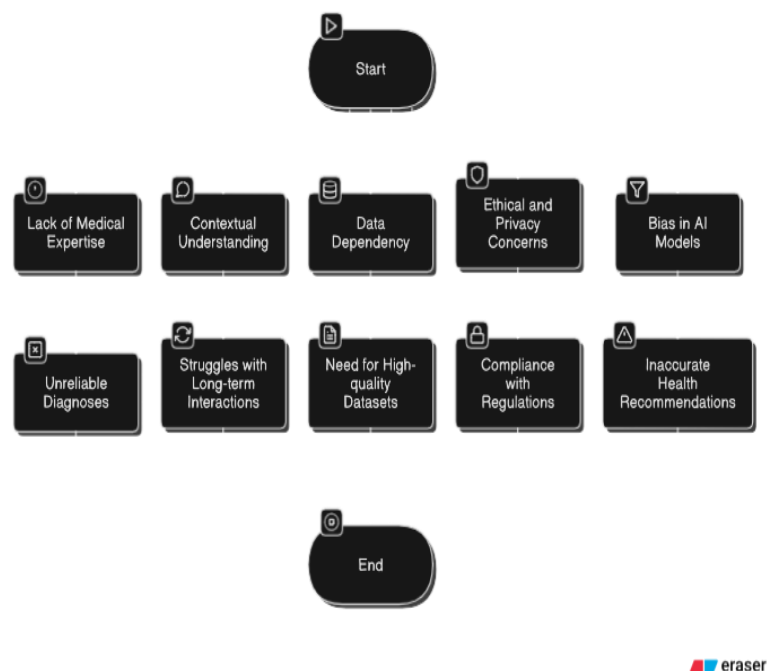 Start
Lack of Medical
Expertise
Contextual
Understanding
Data
Dependency
Ethical and
Privacy
Concerns
Bias in AI
Models
Unreliable
Diagnoses
Struggles with
Long-term
Interactions
Need for High-
quality
Datasets
Compliance
with
Regulations
Inaccurate
Health
Recommendations
End
eraser